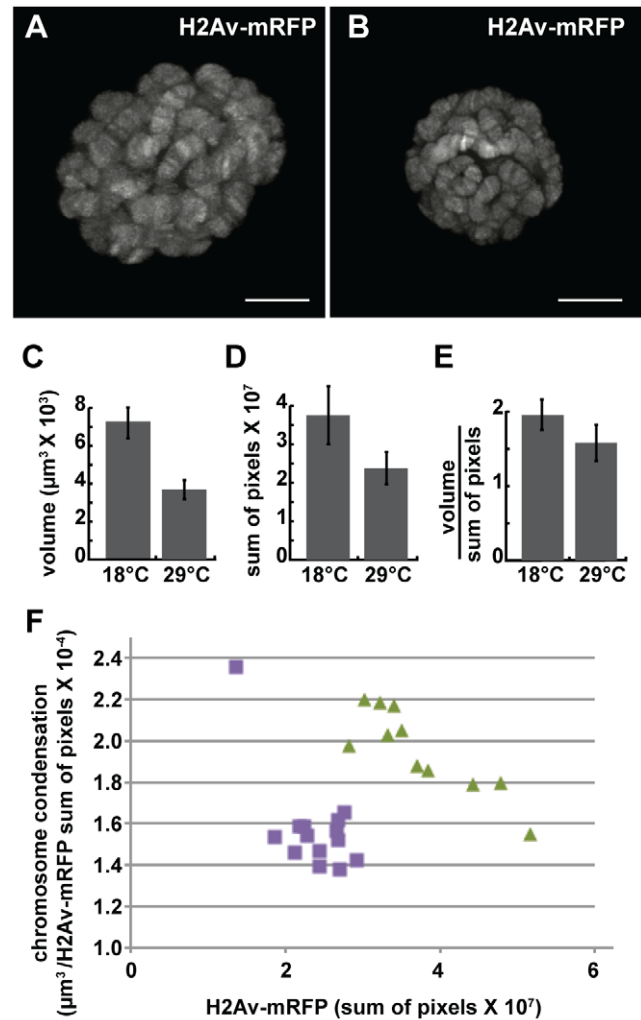 A H2Av-mRFP
B H2Av-mRFP
C
volume (µm³ X 10³)
8
6
4
2
0
18°C 29°C
D
sum of pixels X 10⁷
4
3
2
1
0
18°C 29°C
E
volume
sum of pixels
2
1
0
18°C 29°C
F
chromosome condensation
(µm³/H2Av-mRFP sum of pixels X 10⁻⁴)
2.4
2.2
2.0
1.8
1.6
1.4
1.2
1.0
0 2 4 6
H2Av-mRFP (sum of pixels X 10⁷)